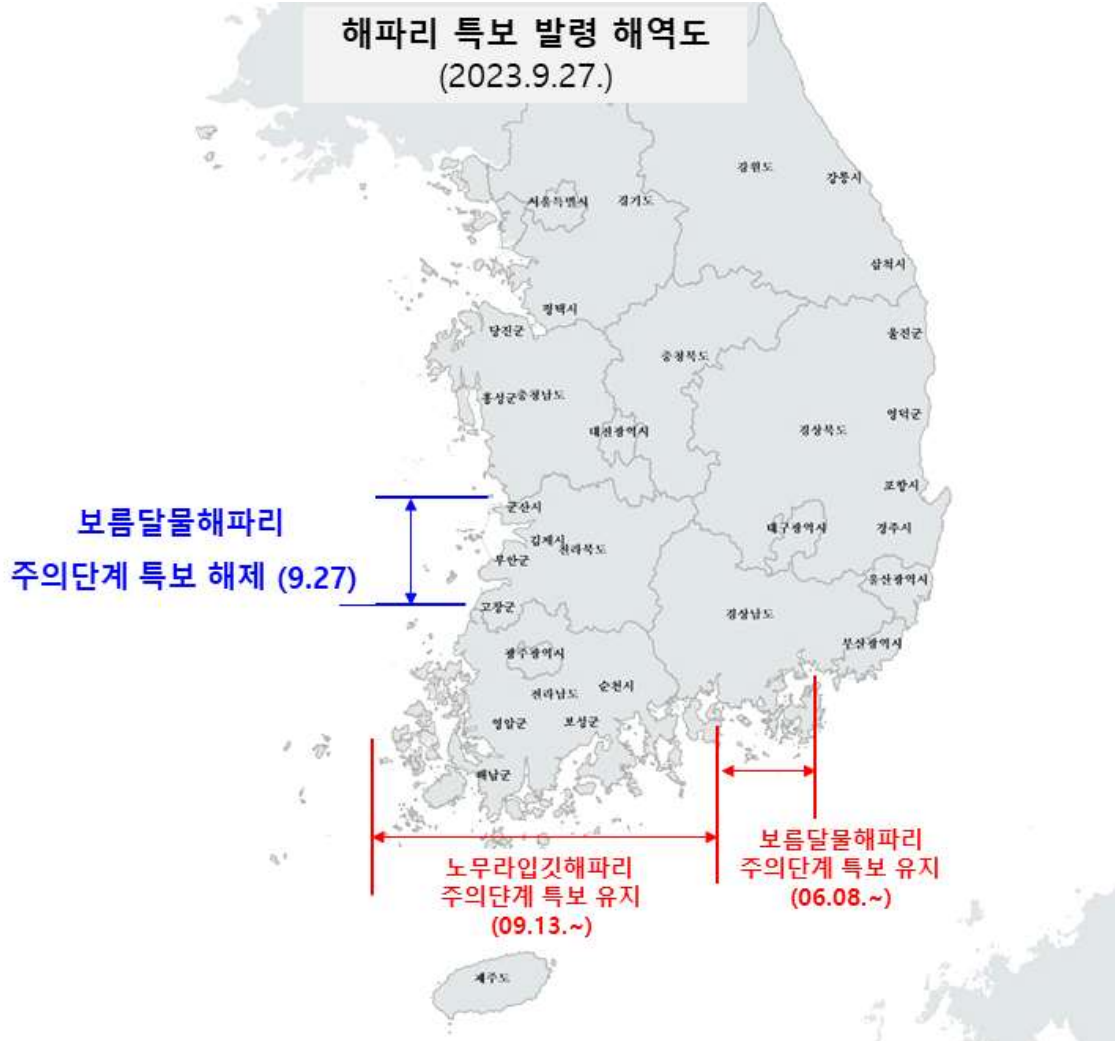 해파리 특보 발령 해역도
(2023.9.27.)
강원도
강릉시
서울특별시
경기도
삼척시
평택시
당진군
울진군
충청북도
홍성군
충청남도
영덕군
대전광역시
경상북도
포항시
군산시
보름달물해파리
주의단계 특보 해제 (9.27)
대구광역시
경주시
김제시
전라북도
부안군
울산광역시
고창군
경상남도
부산광역시
광주광역시
순천시
전라남도
영암군
보성군
해남군
노무라입깃해파리
주의단계 특보 유지
(09.13.~)
보름달물해파리
주의단계 특보 유지
(06.08.~)
제주도